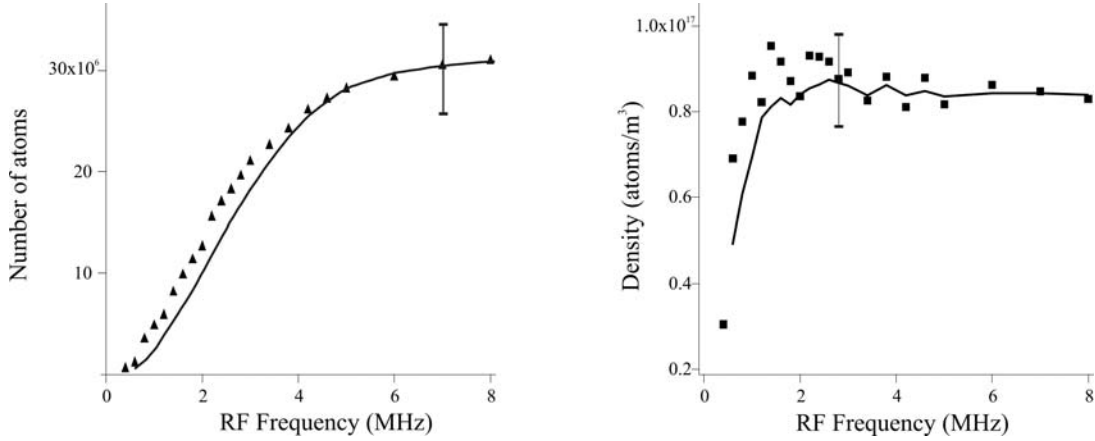 30x10⁶
20
10
Number of atoms
0
2
4
6
8
RF Frequency (MHz)
1.0x10¹⁷
0.8
0.6
0.4
0.2
Density (atoms/m³)
0
2
4
6
8
RF Frequency (MHz)